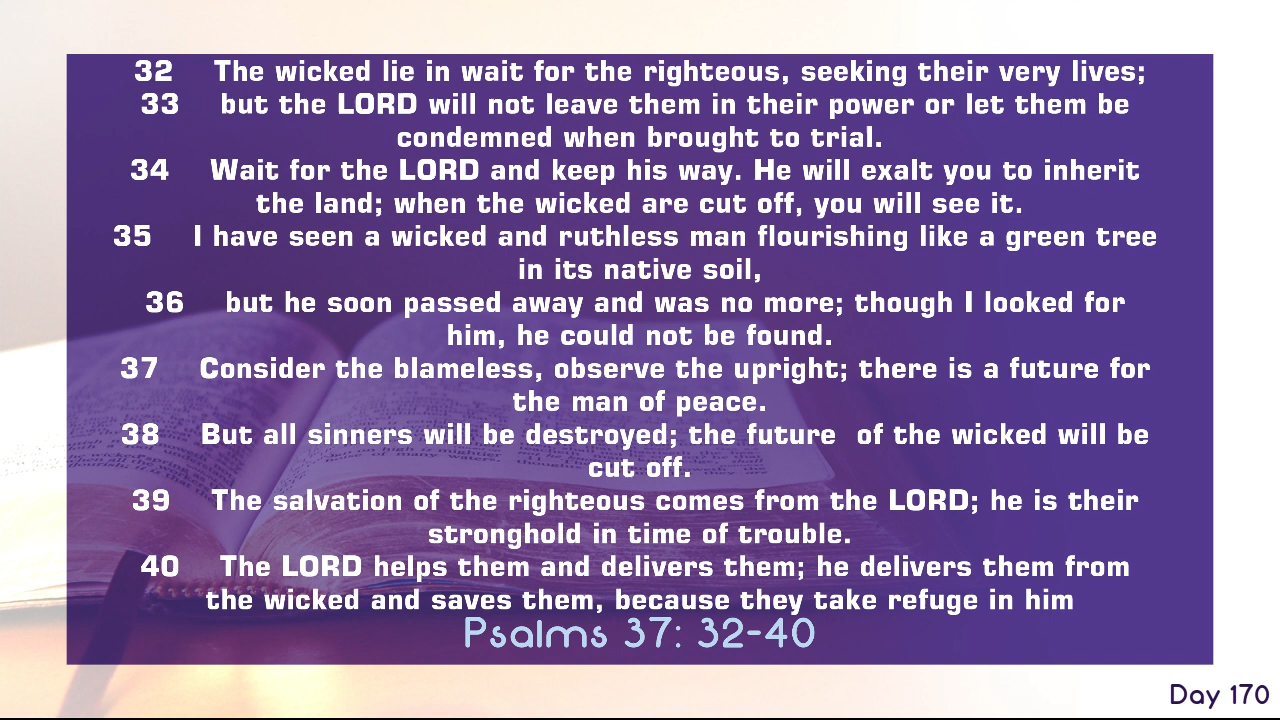 32 The wicked lie in wait for the righteous, seeking their very lives;
33 but the LORD will not leave them in their power or let them be
condemned when brought to trial.
34 Wait for the LORD and keep his way. He will exalt you to inherit
the land; when the wicked are cut off, you will see it.
35 I have seen a wicked and ruthless man flourishing like a green tree
in its native soil,
36 but he soon passed away and was no more; though I looked for
him, he could not be found.
37 Consider the blameless, observe the upright; there is a future for
the man of peace.
38 But all sinners will be destroyed; the future of the wicked will be
cut off.
39 The salvation of the righteous comes from the LORD; he is their
stronghold in time of trouble.
40 The LORD helps them and delivers them; he delivers them from
the wicked and saves them, because they take refuge in him
Psalms 37: 32-40
Day 170